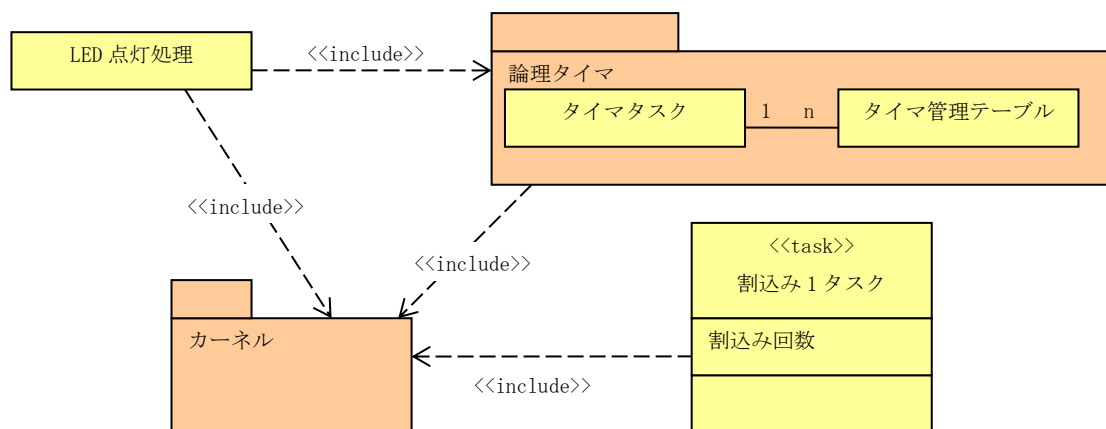 LED 点灯処理
<<include>>
論理タイマ
タイマタスク
1 n
タイマ管理テーブル
<<include>>
<<include>>
<<task>>
割込み 1 タスク
割込み回数
カーネル
<<include>>